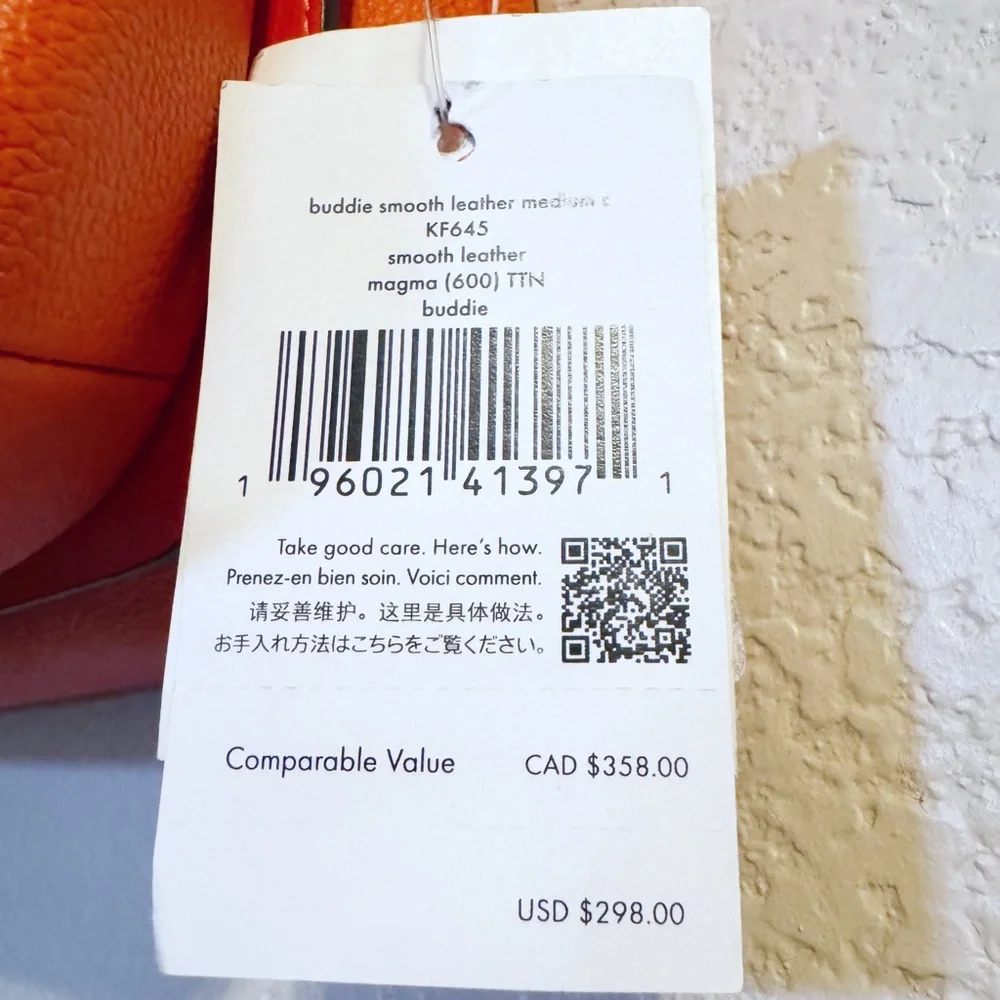 buddie smooth leather medium
KF645
smooth leather
magma (600) TTN
buddie
1 96021 41397 1
Take good care. Here's how.
Prenez-en bien soin. Voici comment.
请妥善维护。这里是具体做法。
お手入れ方法はこちらをご覧ください。
Comparable Value CAD $358.00
USD $298.00